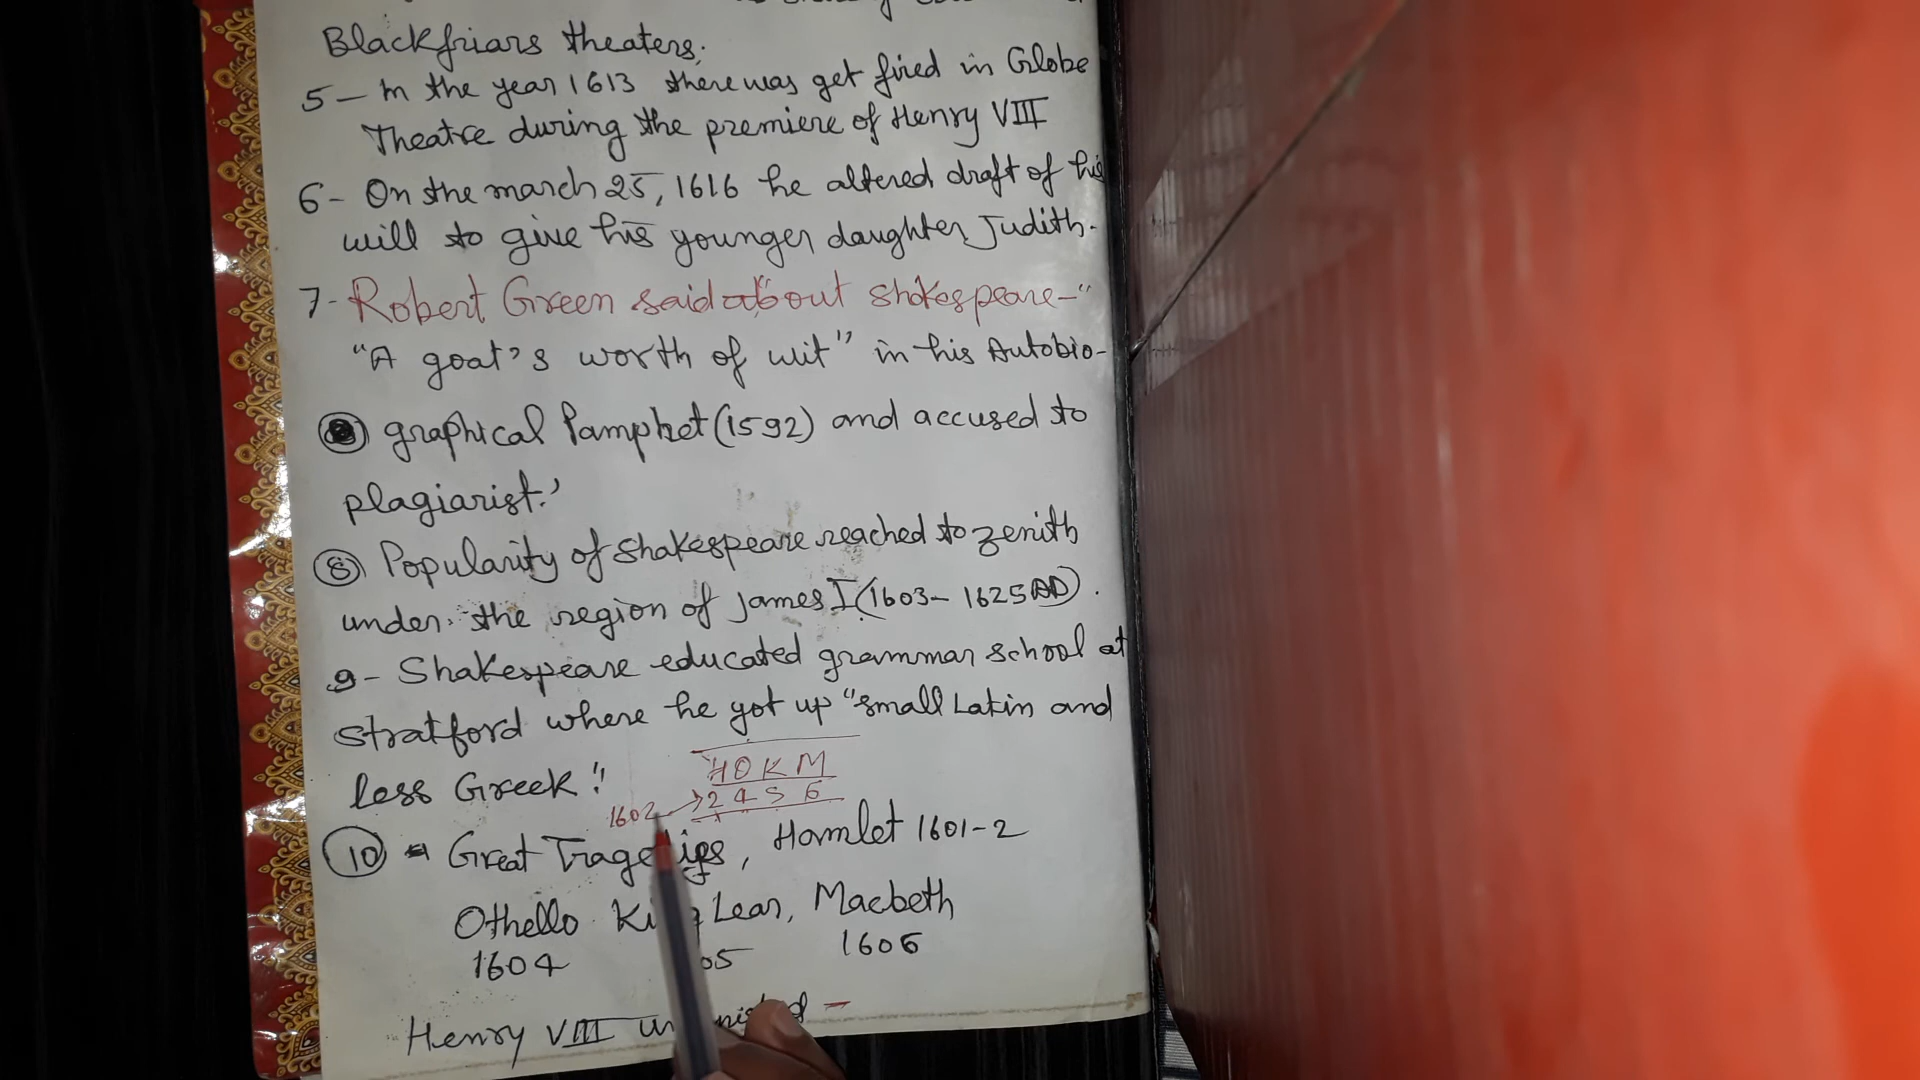 Blackfriars theaters.
5 - In the year 1613 there was get fired in Globe
Theatre during the premiere of Henry VIII
6 - On the march 25, 1616 he altered draft of his
will to give his younger daughter Judith.
7 - Robert Green said about Shakespeare - "
"A goat's worth of wit" in his Autobio-
graphical Pamphet (1592) and accused to
plagiarist.'
8 Popularity of Shakespeare reached to zenith
under the region of James I (1603 - 1625 AD).
9 - Shakespeare educated grammar school at
Stratford where he got up "small Latin and
less Greek"
HOKM
1602 → 2 4 5 6
10 - Great Tragedies, Hamlet 1601-2
Othello King Lear, Macbeth
1604 05 1606
Henry VIII